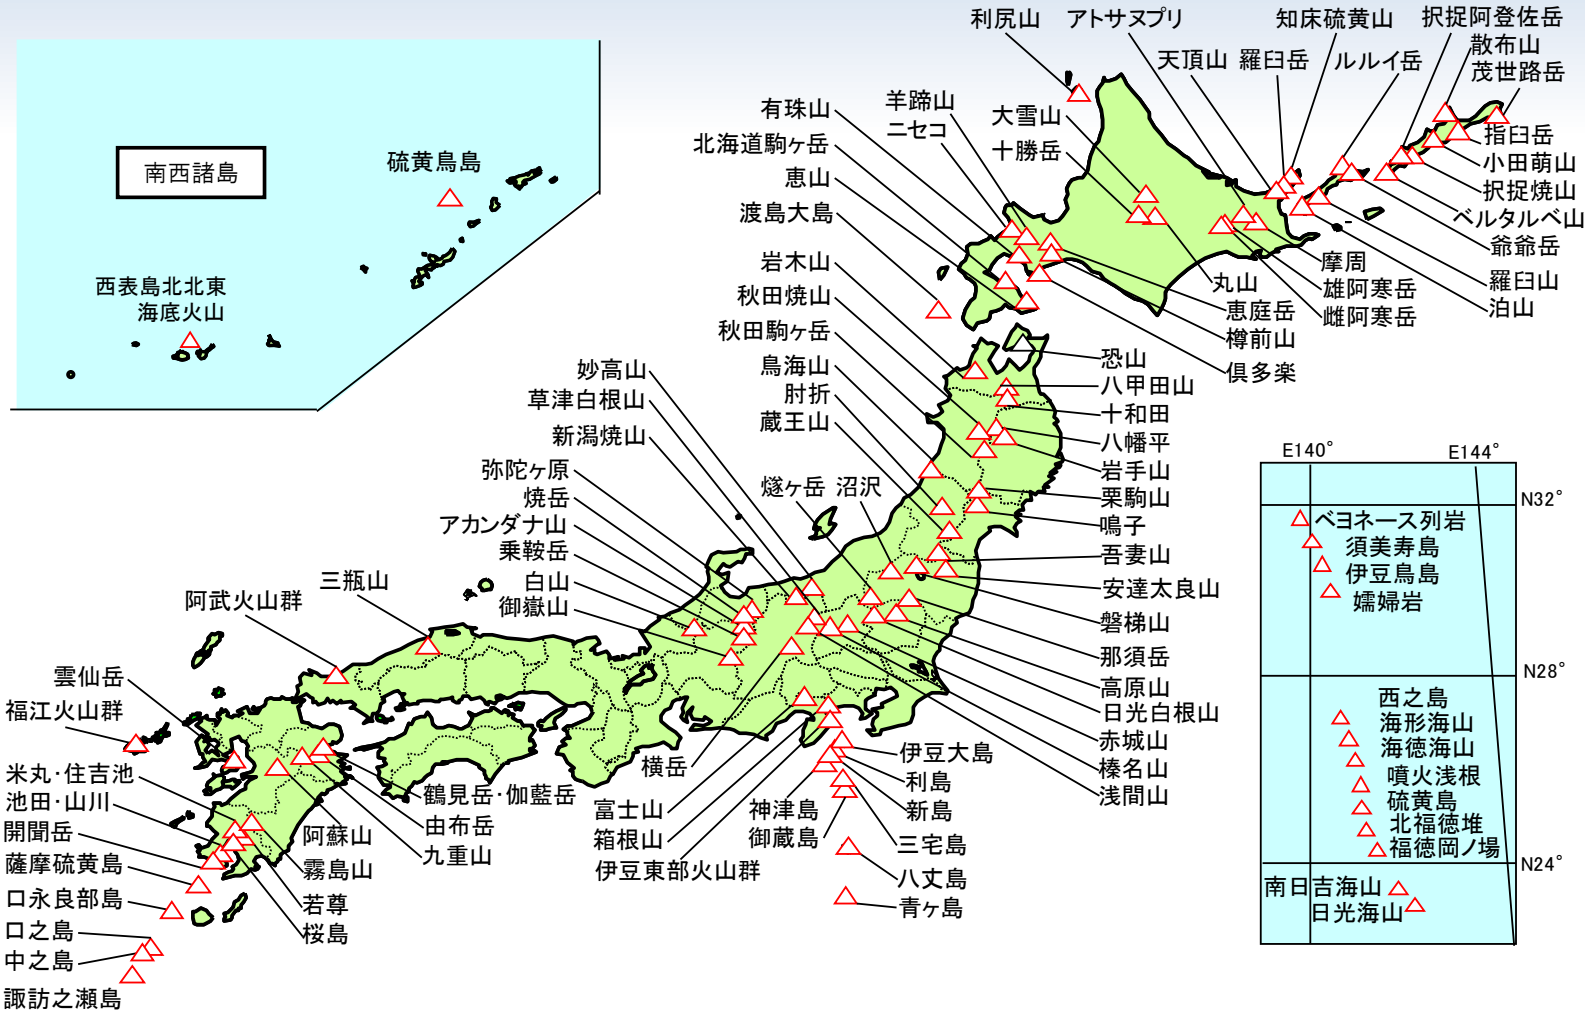 利尻山
アトサヌプリ
知床硫黄山
択捉阿登佐岳
散布山
天頂山
羅臼岳
ルルイ岳
茂世路岳
有珠山
羊蹄山
大雪山
ニセコ
北海道駒ヶ岳
十勝岳
指臼岳
小田萌山
恵山
択捉焼山
渡島大島
ベルタルベ山
爺爺岳
南西諸島
硫黄鳥島
西表島北北東
海底火山
岩木山
摩周
丸山
雄阿寒岳
羅臼山
泊山
秋田焼山
恵庭岳
雌阿寒岳
秋田駒ヶ岳
樽前山
鳥海山
恐山
倶多楽
妙高山
肘折
八甲田山
草津白根山
蔵王山
十和田
新潟焼山
八幡平
弥陀ヶ原
岩手山
焼岳
燧ヶ岳
沼沢
栗駒山
アカンダナ山
鳴子
乗鞍岳
吾妻山
白山
安達太良山
三瓶山
御嶽山
磐梯山
阿武火山群
那須岳
雲仙岳
高原山
福江火山群
日光白根山
赤城山
伊豆大島
榛名山
横岳
利島
浅間山
米丸・住吉池
鶴見岳・伽藍岳
富士山
神津島
新島
池田・山川
由布岳
箱根山
御蔵島
三宅島
開聞岳
阿蘇山
九重山
伊豆東部火山群
薩摩硫黄島
霧島山
八丈島
口永良部島
若尊
青ヶ島
口之島
桜島
中之島
諏訪之瀬島
E140°
E144°
N32°
ベヨネース列岩
須美寿島
伊豆鳥島
孀婦岩
N28°
西之島
海形海山
海徳海山
噴火浅根
硫黄島
北福徳堆
福徳岡ノ場
N24°
南日吉海山
日光海山